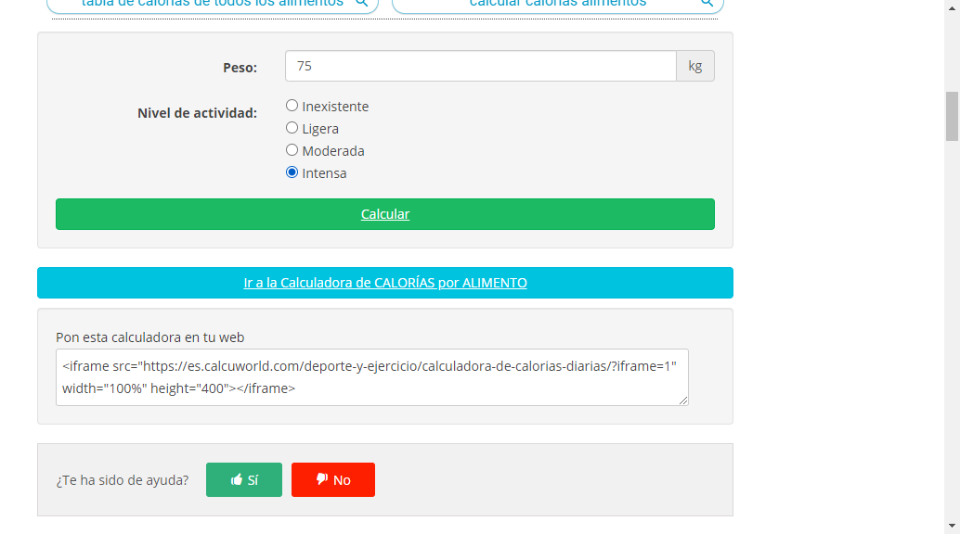 tabla de calorías de todos los alimentos
calcular calorías alimentos
Peso:
75
kg
Nivel de actividad:
Inexistente
Ligera
Moderada
Intensa
Calcular
Ir a la Calculadora de CALORÍAS por ALIMENTO
Pon esta calculadora en tu web
<iframe src="https://es.calcuworld.com/deporte-y-ejercicio/calculadora-de-calorias-diarias/?iframe=1"
width="100%" height="400"></iframe>
¿Te ha sido de ayuda?
Sí
No